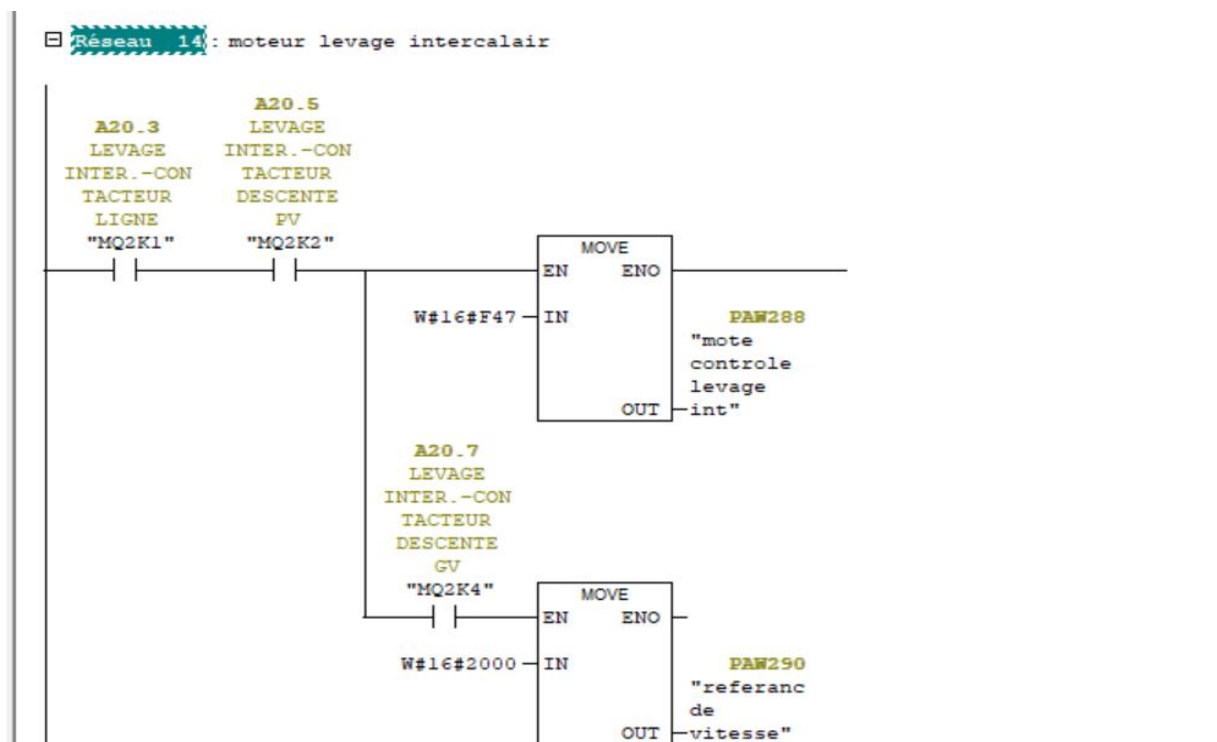 Réseau 14 : moteur levage intercalair
A20.5
A20.3 LEVAGE
LEVAGE INTER.-CON
INTER.-CON TACTEUR
TACTEUR DESCENTE
LIGNE PV
"MQ2K1" "MQ2K2"
MOVE
EN ENO
W#16#F47 IN PAW288
"mote
controle
levage
OUT int"
A20.7
LEVAGE
INTER.-CON
TACTEUR
DESCENTE
GV
"MQ2K4"
MOVE
EN ENO
W#16#2000 IN PAW290
"referanc
de
OUT vitesse"